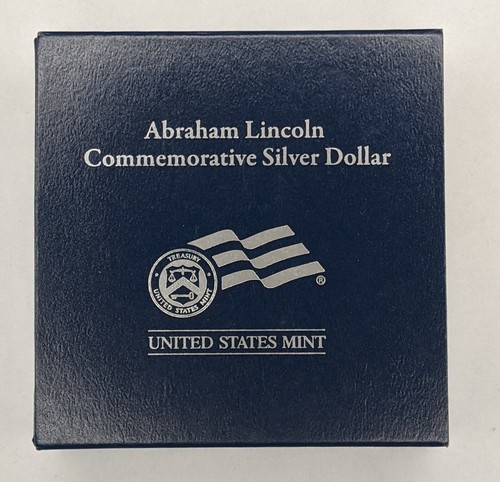 Abraham Lincoln
Commemorative Silver Dollar
TREASURY
UNITED STATES MINT
®
UNITED STATES MINT